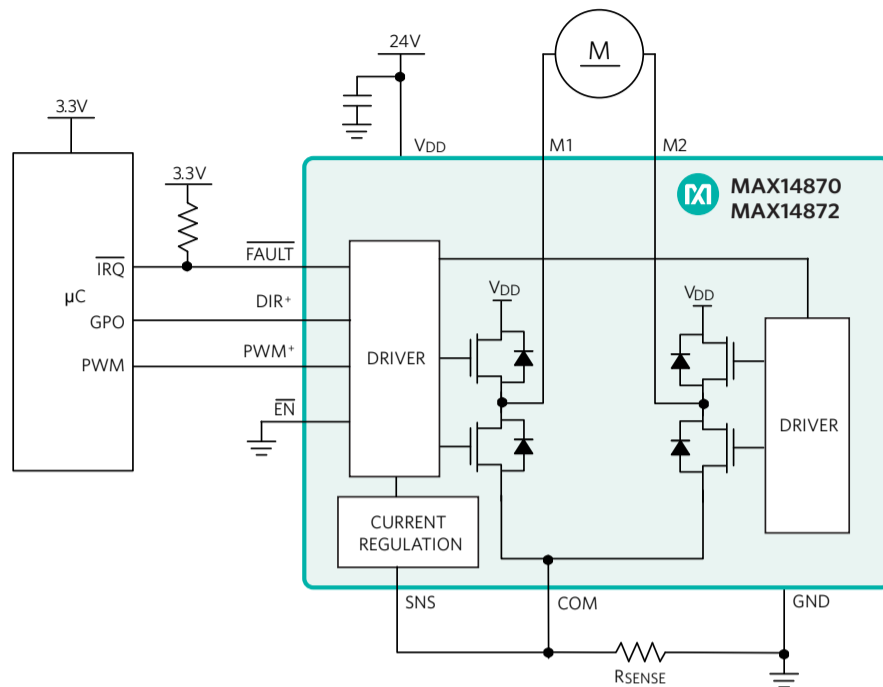 24V
M
3.3V
VDD
M1
M2
MAX14870
MAX14872
3.3V
IRQ
FAULT
µC
GPO
DIR+
PWM
PWM+
EN
DRIVER
VDD
VDD
DRIVER
CURRENT
REGULATION
SNS
COM
GND
RSENSE